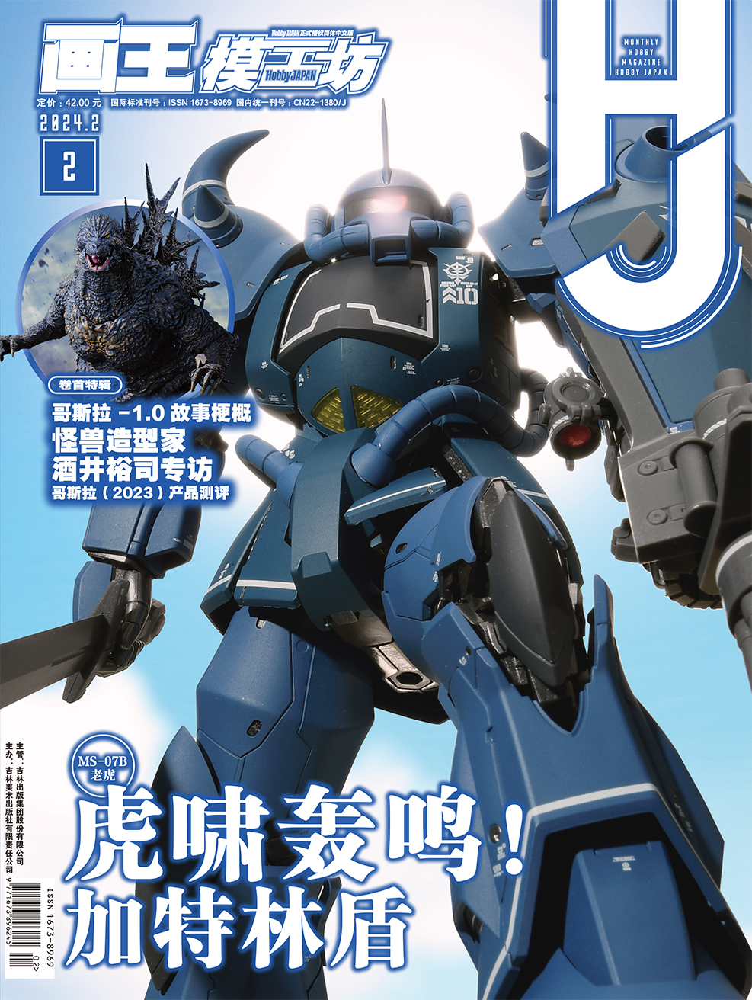 HobbyJAPAN正式授权简体中文版
画王 模工坊
HobbyJAPAN
定价：42.00 元 国际标准刊号：ISSN 1673-8969 国内统一刊号：CN22-1380/J
2024.2
2
HJ
MONTHLY
HOBBY
MAGAZINE
HOBBY JAPAN
10
卷首特辑
哥斯拉 -1.0 故事梗概
怪兽造型家
酒井裕司专访
哥斯拉（2023）产品测评
MS-07B
老虎
虎啸轰鸣！
加特林盾
主管：吉林出版集团股份有限公司
主办：吉林美术出版社有限责任公司
ISSN 1673-8969
9 771673 896245
02>